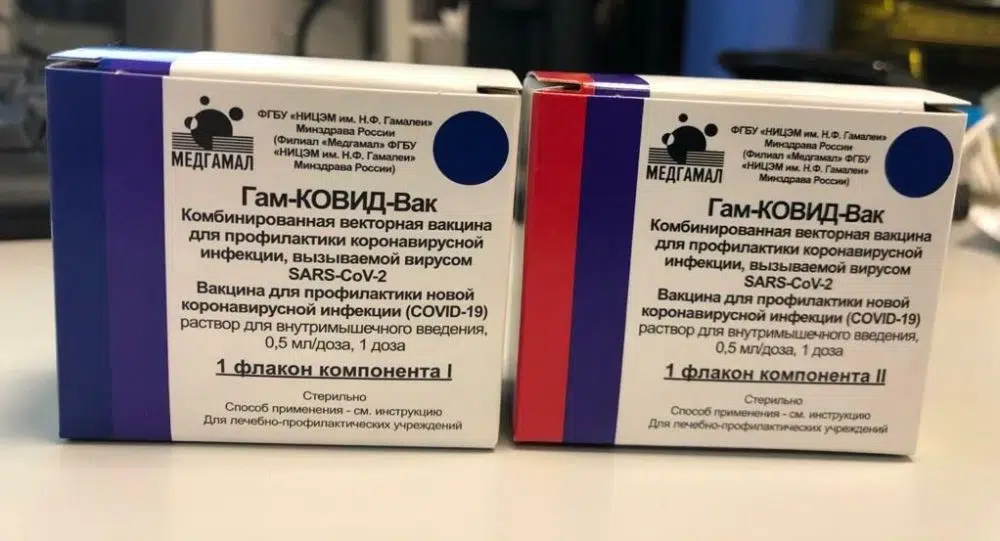 МЕДГАМАЛ
ФГБУ «НИЦЭМ им. Н.Ф. Гамалеи»
Минздрава России
(Филиал «Медгамал» ФГБУ
«НИЦЭМ им. Н.Ф. Гамалеи»
Минздрава России)
Гам-КОВИД-Вак
Комбинированная векторная вакцина
для профилактики коронавирусной
инфекции, вызываемой вирусом
SARS-CoV-2
Вакцина для профилактики новой
коронавирусной инфекции (COVID-19)
раствор для внутримышечного введения,
0,5 мл/доза, 1 доза
1 флакон компонента I
Стерильно
Способ применения - см. инструкцию
Для лечебно-профилактических учреждений
МЕДГАМАЛ
ФГБУ «НИЦЭМ им. Н.Ф. Гамалеи»
Минздрава России
(Филиал «Медгамал» ФГБУ
«НИЦЭМ им. Н.Ф. Гамалеи»
Минздрава России)
Гам-КОВИД-Вак
Комбинированная векторная вакцина
для профилактики коронавирусной
инфекции, вызываемой вирусом
SARS-CoV-2
Вакцина для профилактики новой
коронавирусной инфекции (COVID-19)
раствор для внутримышечного введения,
0,5 мл/доза, 1 доза
1 флакон компонента II
Стерильно
Способ применения - см. инструкцию
Для лечебно-профилактических учреждений